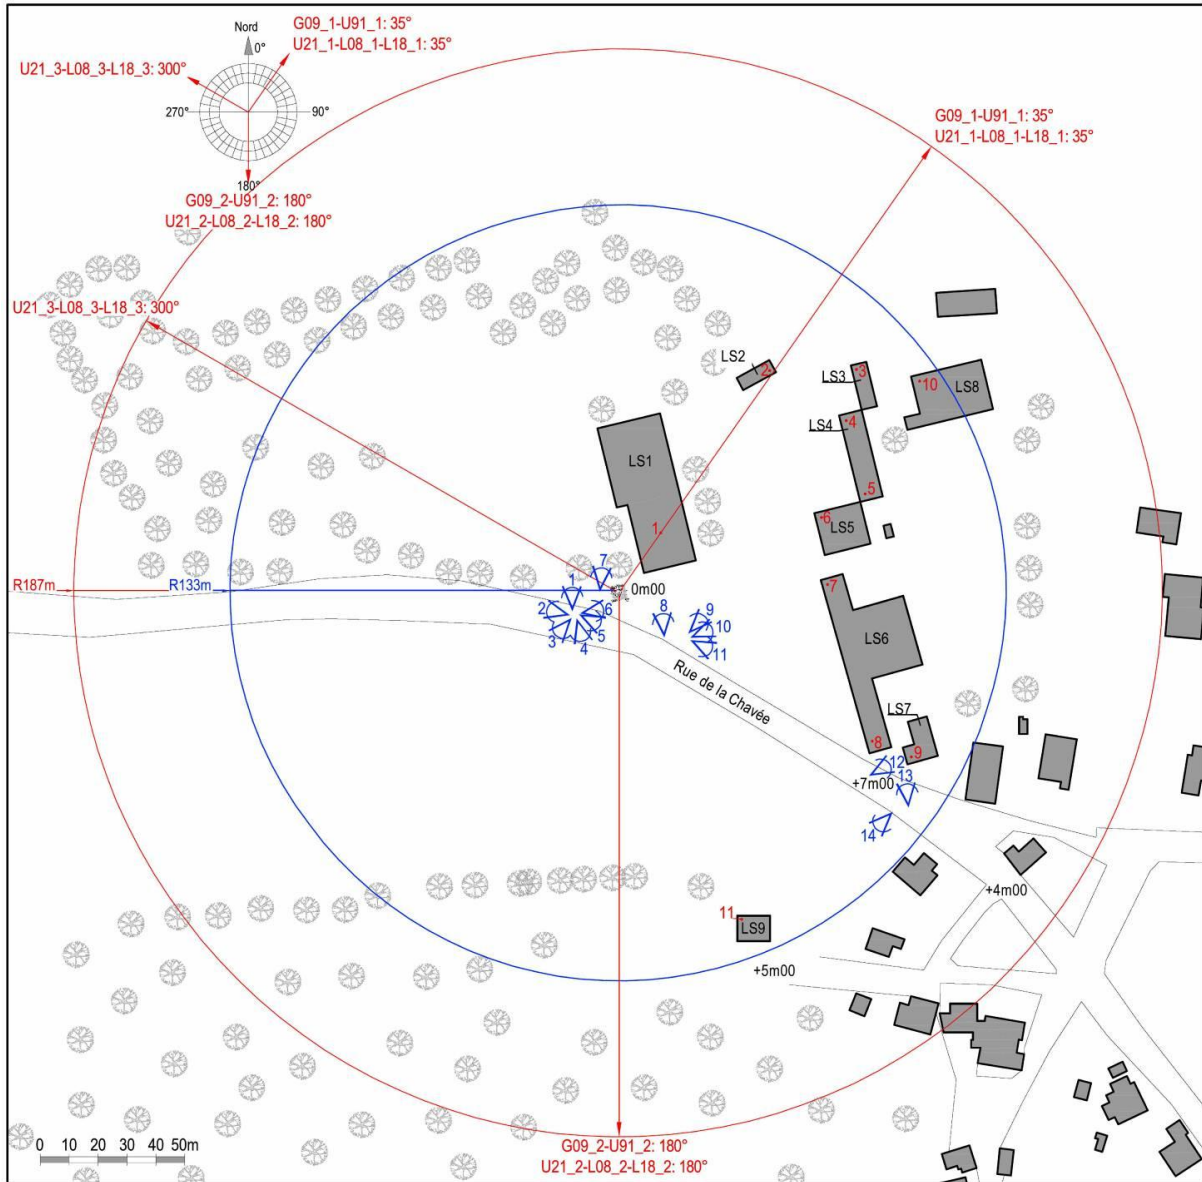 Nord
0°
G09_1-U91_1: 35°
U21_1-L08_1-L18_1: 35°
U21_3-L08_3-L18_3: 300°
270°
90°
180°
G09_2-U91_2: 180°
U21_2-L08_2-L18_2: 180°
G09_1-U91_1: 35°
U21_1-L08_1-L18_1: 35°
U21_3-L08_3-L18_3: 300°
LS2
2
LS3
3
10
LS8
LS4
4
LS1
5
6
LS5
1
R187m
R133m
7
0m00
7
1
2
6
3
5
4
8
9
10
11
LS6
Rue de la Chavée
LS7
8
9
12
+7m00
13
14
+4m00
11
LS9
+5m00
0 10 20 30 40 50m
G09_2-U91_2: 180°
U21_2-L08_2-L18_2: 180°